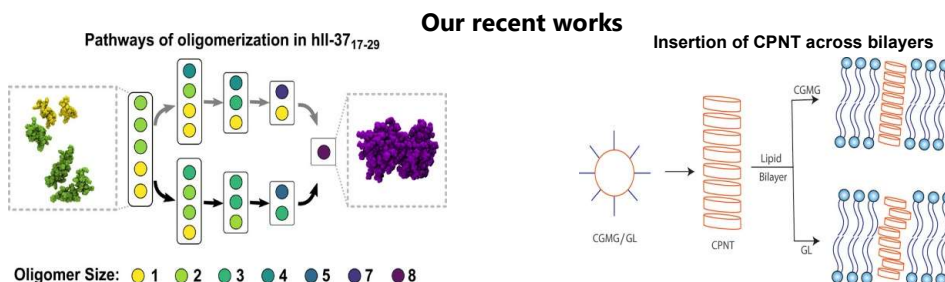 Our recent works
Pathways of oligomerization in hll-37₁₇₋₂₉
Oligomer Size: 1 2 3 4 5 7 8
Insertion of CPNT across bilayers
CGMG/GL
CPNT
Lipid
Bilayer
CGMG
GL